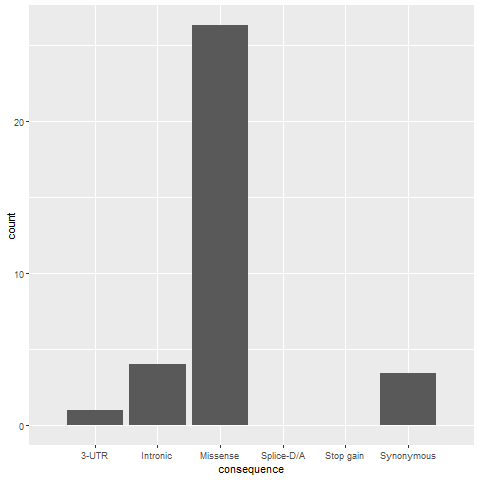 count
20
10
0
3-UTR Intronic Missense Splice-D/A Stop gain Synonymous
consequence